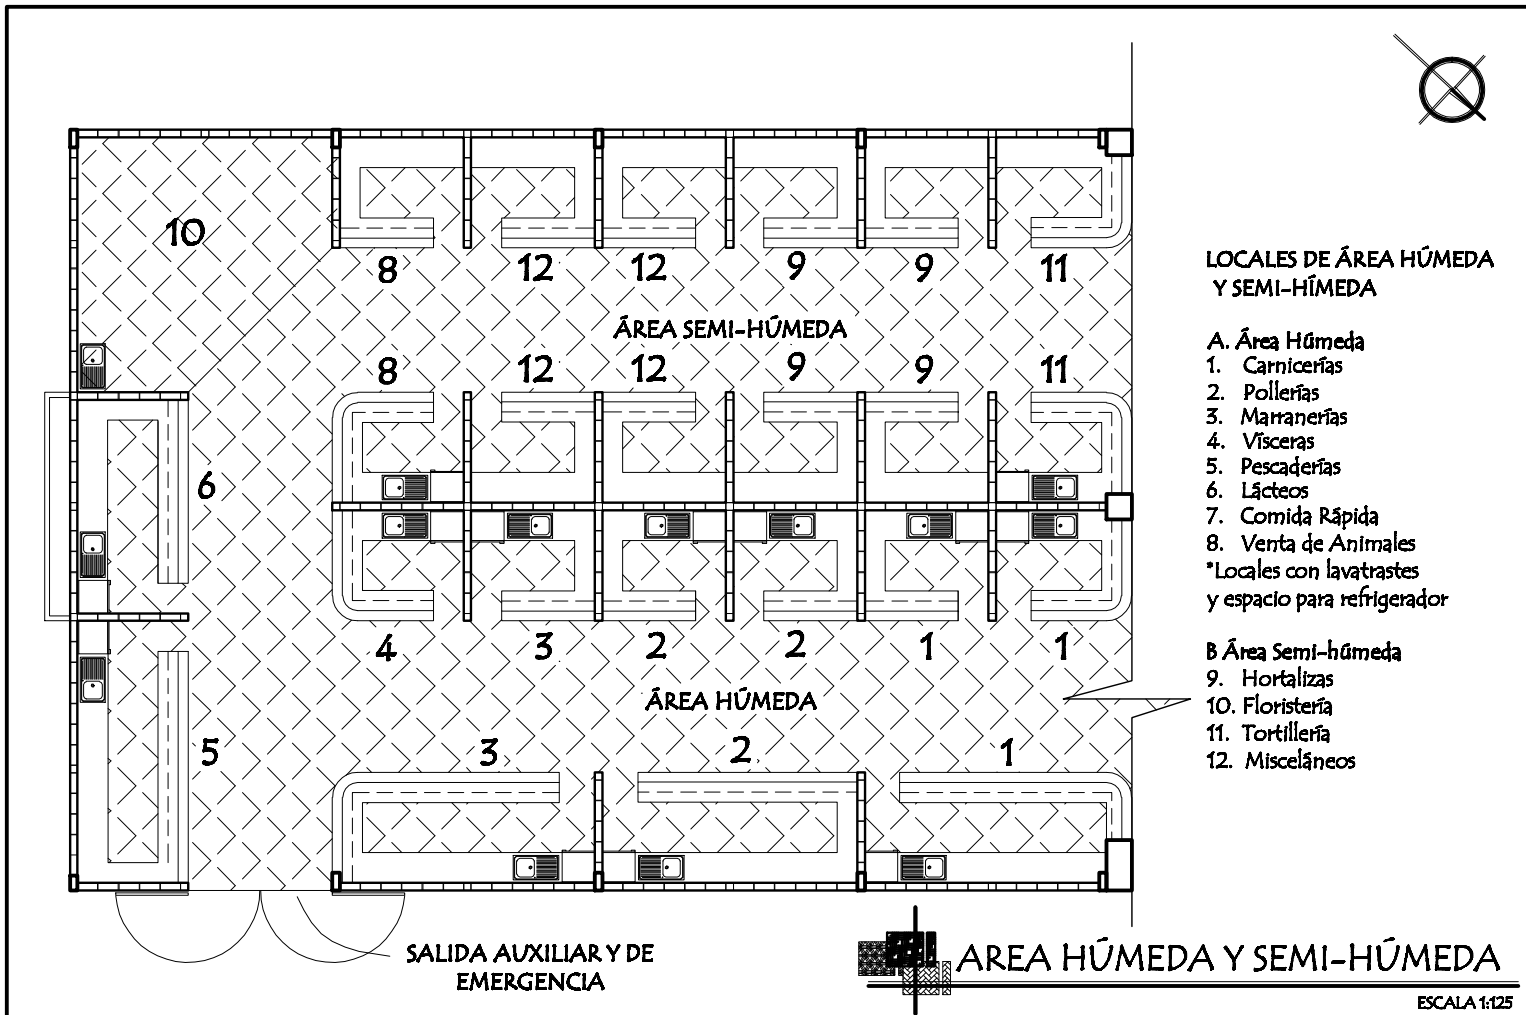 10
8 12 12 9 9 11
ÁREA SEMI-HÚMEDA
8 12 12 9 9 11
6
4 3 2 2 1 1
ÁREA HÚMEDA
5 3 2 1
SALIDA AUXILIAR Y DE
EMERGENCIA
LOCALES DE ÁREA HÚMEDA
Y SEMI-HÍMEDA
A. Área Húmeda
1. Carnicerías
2. Pollerías
3. Marranerías
4. Vísceras
5. Pescaderías
6. Lácteos
7. Comida Rápida
8. Venta de Animales
*Locales con lavatrastes
y espacio para refrigerador
B Área Semi-húmeda
9. Hortalizas
10. Floristería
11. Tortillería
12. Misceláneos
AREA HÚMEDA Y SEMI-HÚMEDA
ESCALA 1:125